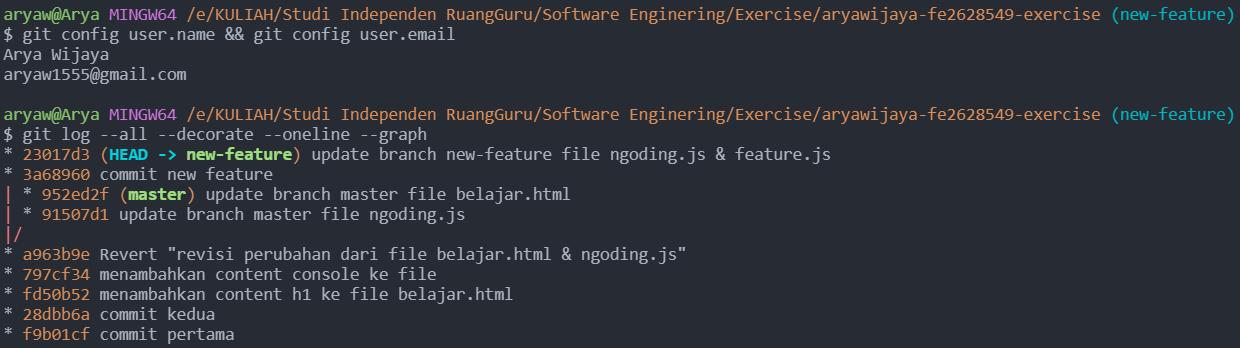 aryaw@Arya MINGW64 /e/KULIAH/Studi Independen RuangGuru/Software Enginering/Exercise/aryawijaya-fe2628549-exercise (new-feature)
$ git config user.name && git config user.email
Arya Wijaya
aryaw1555@gmail.com
aryaw@Arya MINGW64 /e/KULIAH/Studi Independen RuangGuru/Software Enginering/Exercise/aryawijaya-fe2628549-exercise (new-feature)
$ git log --all --decorate --oneline --graph
* 23017d3 (HEAD -> new-feature) update branch new-feature file ngoding.js & feature.js
* 3a68960 commit new feature
| * 952ed2f (master) update branch master file belajar.html
| * 91507d1 update branch master file ngoding.js
|/
* a963b9e Revert "revisi perubahan dari file belajar.html & ngoding.js"
* 797cf34 menambahkan content console ke file
* fd50b52 menambahkan content h1 ke file belajar.html
* 28dbb6a commit kedua
* f9b01cf commit pertama